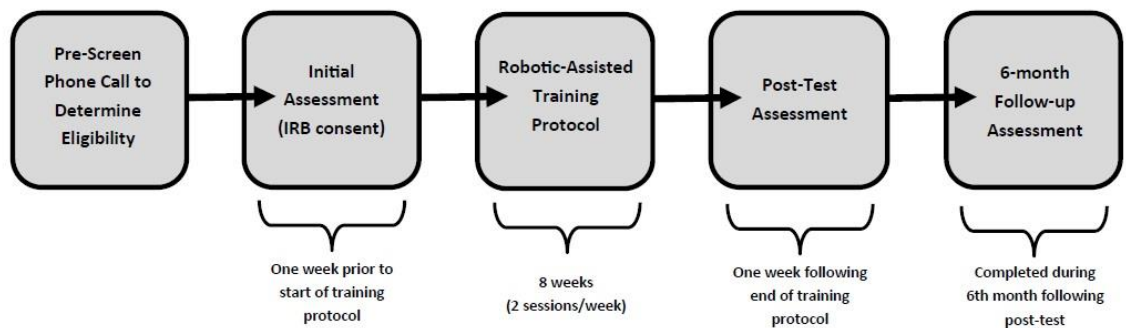 Pre-Screen
Phone Call to
Determine
Eligibility
Initial
Assessment
(IRB consent)
Robotic-Assisted
Training
Protocol
Post-Test
Assessment
6-month
Follow-up
Assessment
One week prior to
start of training
protocol
8 weeks
(2 sessions/week)
One week following
end of training
protocol
Completed during
6th month following
post-test